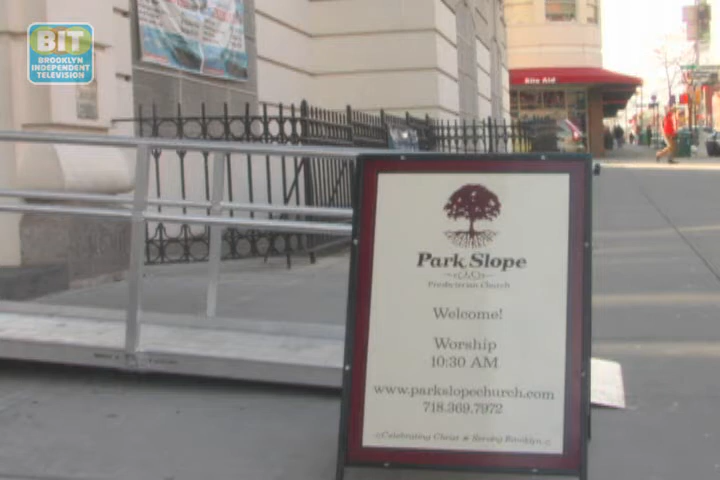 BIT
BROOKLYN
INDEPENDENT
TELEVISION
Rite Aid
Park Slope
Presbyterian Church
Welcome!
Worship
10:30 AM
www.parkslopechurch.com
718.369.7972
Celebrating Christ & Serving Brooklyn